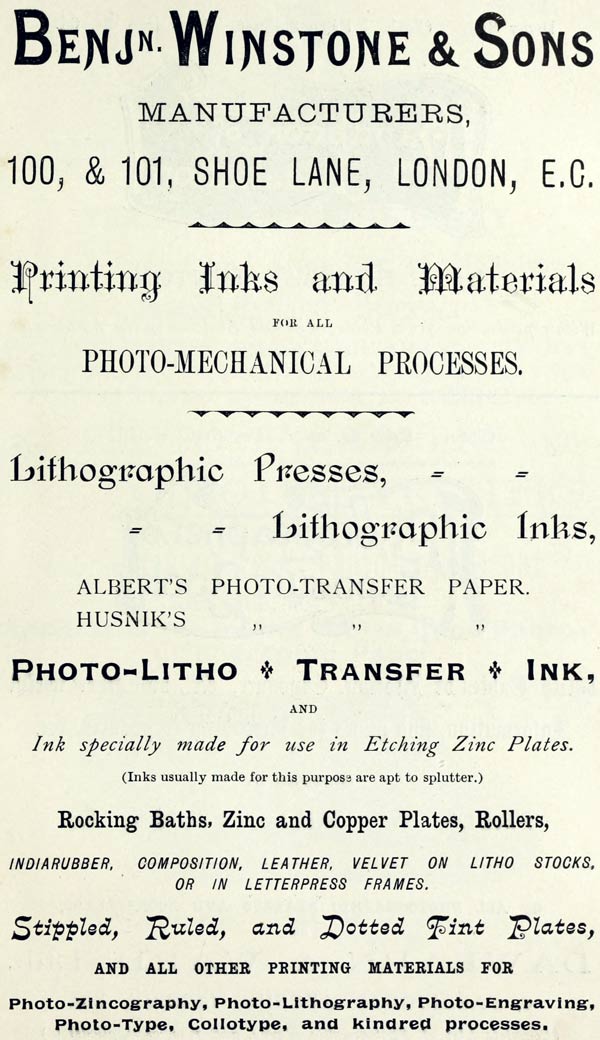 BENJN. WINSTONE & SONS
MANUFACTURERS,
100, & 101, SHOE LANE, LONDON, E.C.
Printing Inks and Materials
FOR ALL
PHOTO-MECHANICAL PROCESSES.
Lithographic Presses, = =
= = Lithographic Inks,
ALBERT'S PHOTO-TRANSFER PAPER.
HUSNIK'S ,, ,, ,,
PHOTO-LITHO ❖ TRANSFER ❖ INK,
AND
Ink specially made for use in Etching Zinc Plates.
(Inks usually made for this purpose are apt to splutter.)
Rocking Baths, Zinc and Copper Plates, Rollers,
INDIARUBBER, COMPOSITION, LEATHER, VELVET ON LITHO STOCKS,
OR IN LETTERPRESS FRAMES.
Stippled, Ruled, and Dotted Tint Plates,
AND ALL OTHER PRINTING MATERIALS FOR
Photo-Zincography, Photo-Lithography, Photo-Engraving,
Photo-Type, Collotype, and kindred processes.